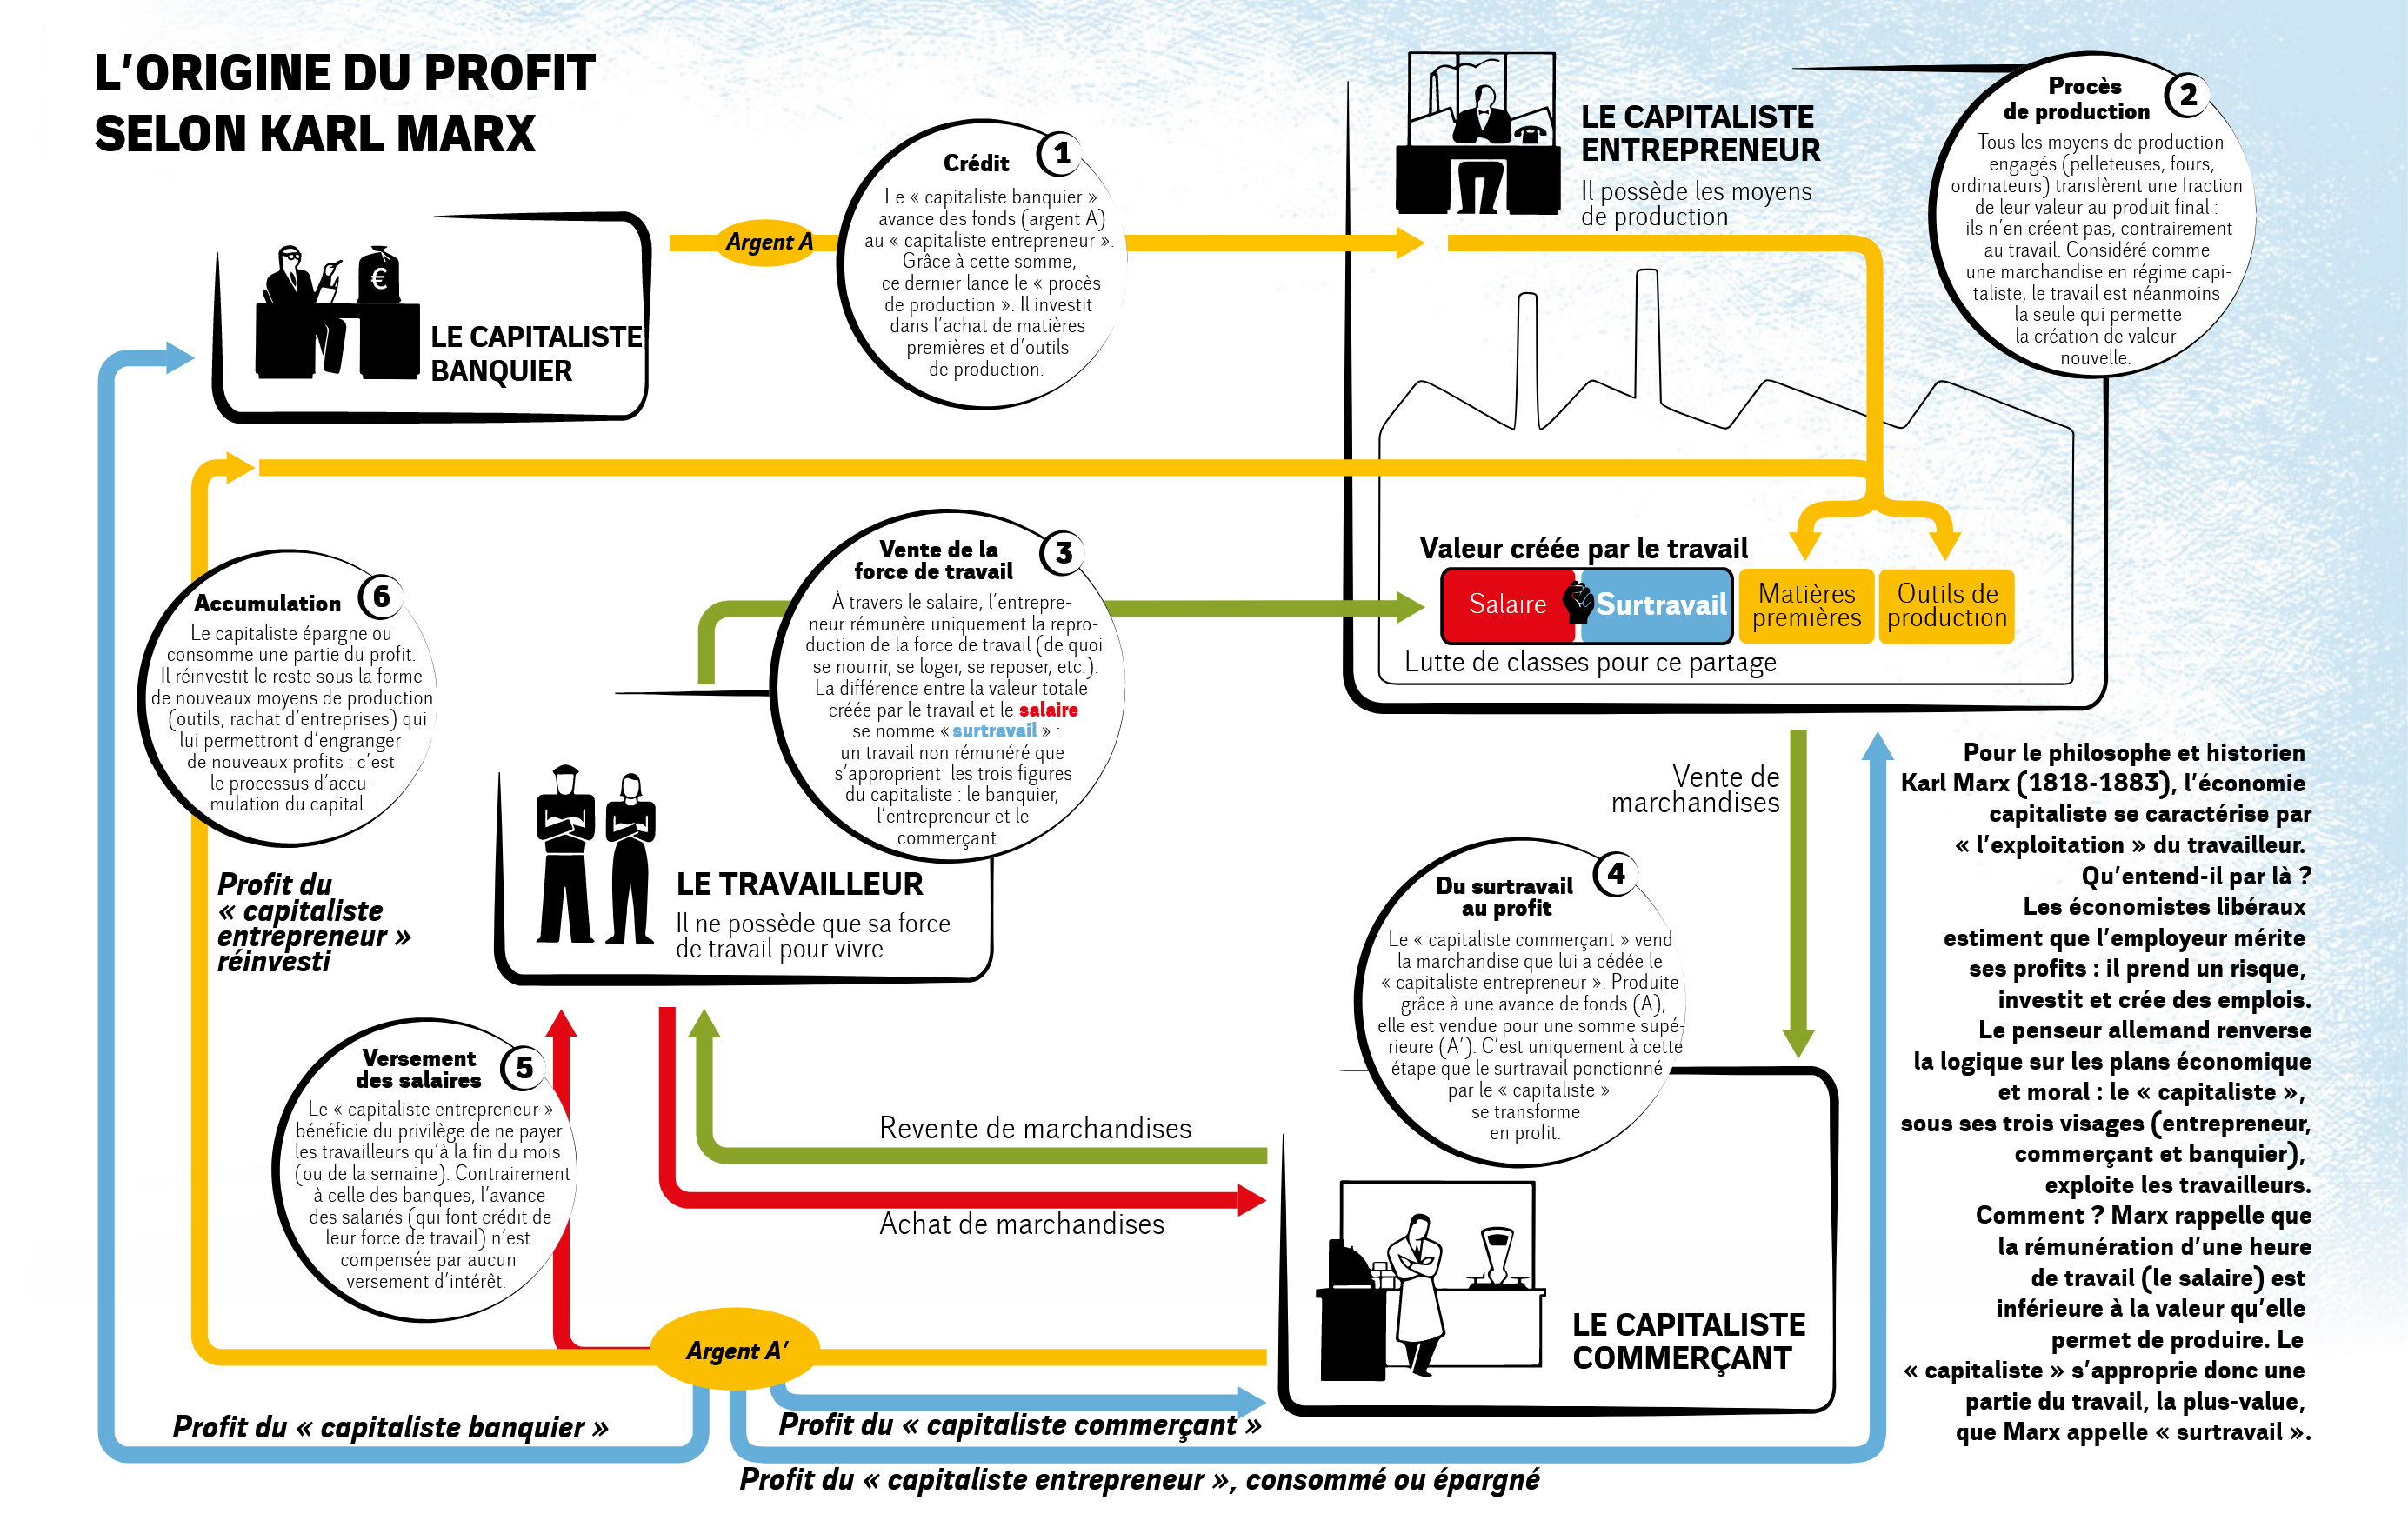 L'ORIGINE DU PROFIT
SELON KARL MARX
LE CAPITALISTE
BANQUIER
€
Argent A
Crédit
1
Le « capitaliste banquier »
avance des fonds (argent A)
au « capitaliste entrepreneur ».
Grâce à cette somme,
ce dernier lance le « procès
de production ». Il investit
dans l'achat de matières
premières et d'outils
de production.
LE CAPITALISTE
ENTREPRENEUR
Il possède les moyens
de production
Procès
de production
2
Tous les moyens de production
engagés (pelleteuses, fours,
ordinateurs) transfèrent une fraction
de leur valeur au produit final :
ils n'en créent pas, contrairement
au travail. Considéré comme
une marchandise en régime capi-
taliste, le travail est néanmoins
la seule qui permette
la création de valeur
nouvelle.
Valeur créée par le travail
Salaire
Surtravail
Matières
premières
Outils de
production
Lutte de classes pour ce partage
Vente de la
force de travail
3
À travers le salaire, l'entrepre-
neur rémunère uniquement la repro-
duction de la force de travail (de quoi
se nourrir, se loger, se reposer, etc.).
La différence entre la valeur totale
créée par le travail et le salaire
se nomme « surtravail » :
un travail non rémunéré que
s'approprient les trois figures
du capitaliste : le banquier,
l'entrepreneur et le
commerçant.
LE TRAVAILLEUR
Il ne possède que sa force
de travail pour vivre
Accumulation
6
Le capitaliste épargne ou
consomme une partie du profit.
Il réinvestit le reste sous la forme
de nouveaux moyens de production
(outils, rachat d'entreprises) qui
lui permettront d'engranger
de nouveaux profits : c'est
le processus d'accu-
mulation du capital.
Profit du
« capitaliste
entrepreneur »
réinvesti
Vente de
marchandises
Du surtravail
au profit
4
Le « capitaliste commerçant » vend
la marchandise que lui a cédée le
« capitaliste entrepreneur ». Produite
grâce à une avance de fonds (A),
elle est vendue pour une somme supé-
rieure (A'). C'est uniquement à cette
étape que le surtravail ponctionné
par le « capitaliste »
se transforme
en profit.
Versement
des salaires
5
Le « capitaliste entrepreneur »
bénéficie du privilège de ne payer
les travailleurs qu'à la fin du mois
(ou de la semaine). Contrairement
à celle des banques, l'avance
des salariés (qui font crédit de
leur force de travail) n'est
compensée par aucun
versement d'intérêt.
Revente de marchandises
Achat de marchandises
LE CAPITALISTE
COMMERÇANT
Argent A'
Profit du « capitaliste banquier »
Profit du « capitaliste commerçant »
Profit du « capitaliste entrepreneur », consommé ou épargné
Pour le philosophe et historien
Karl Marx (1818-1883), l'économie
capitaliste se caractérise par
« l'exploitation » du travailleur.
Qu'entend-il par là ?
Les économistes libéraux
estiment que l'employeur mérite
ses profits : il prend un risque,
investit et crée des emplois.
Le penseur allemand renverse
la logique sur les plans économique
et moral : le « capitaliste »,
sous ses trois visages (entrepreneur,
commerçant et banquier),
exploite les travailleurs.
Comment ? Marx rappelle que
la rémunération d'une heure
de travail (le salaire) est
inférieure à la valeur qu'elle
permet de produire. Le
« capitaliste » s'approprie donc une
partie du travail, la plus-value,
que Marx appelle « surtravail ».